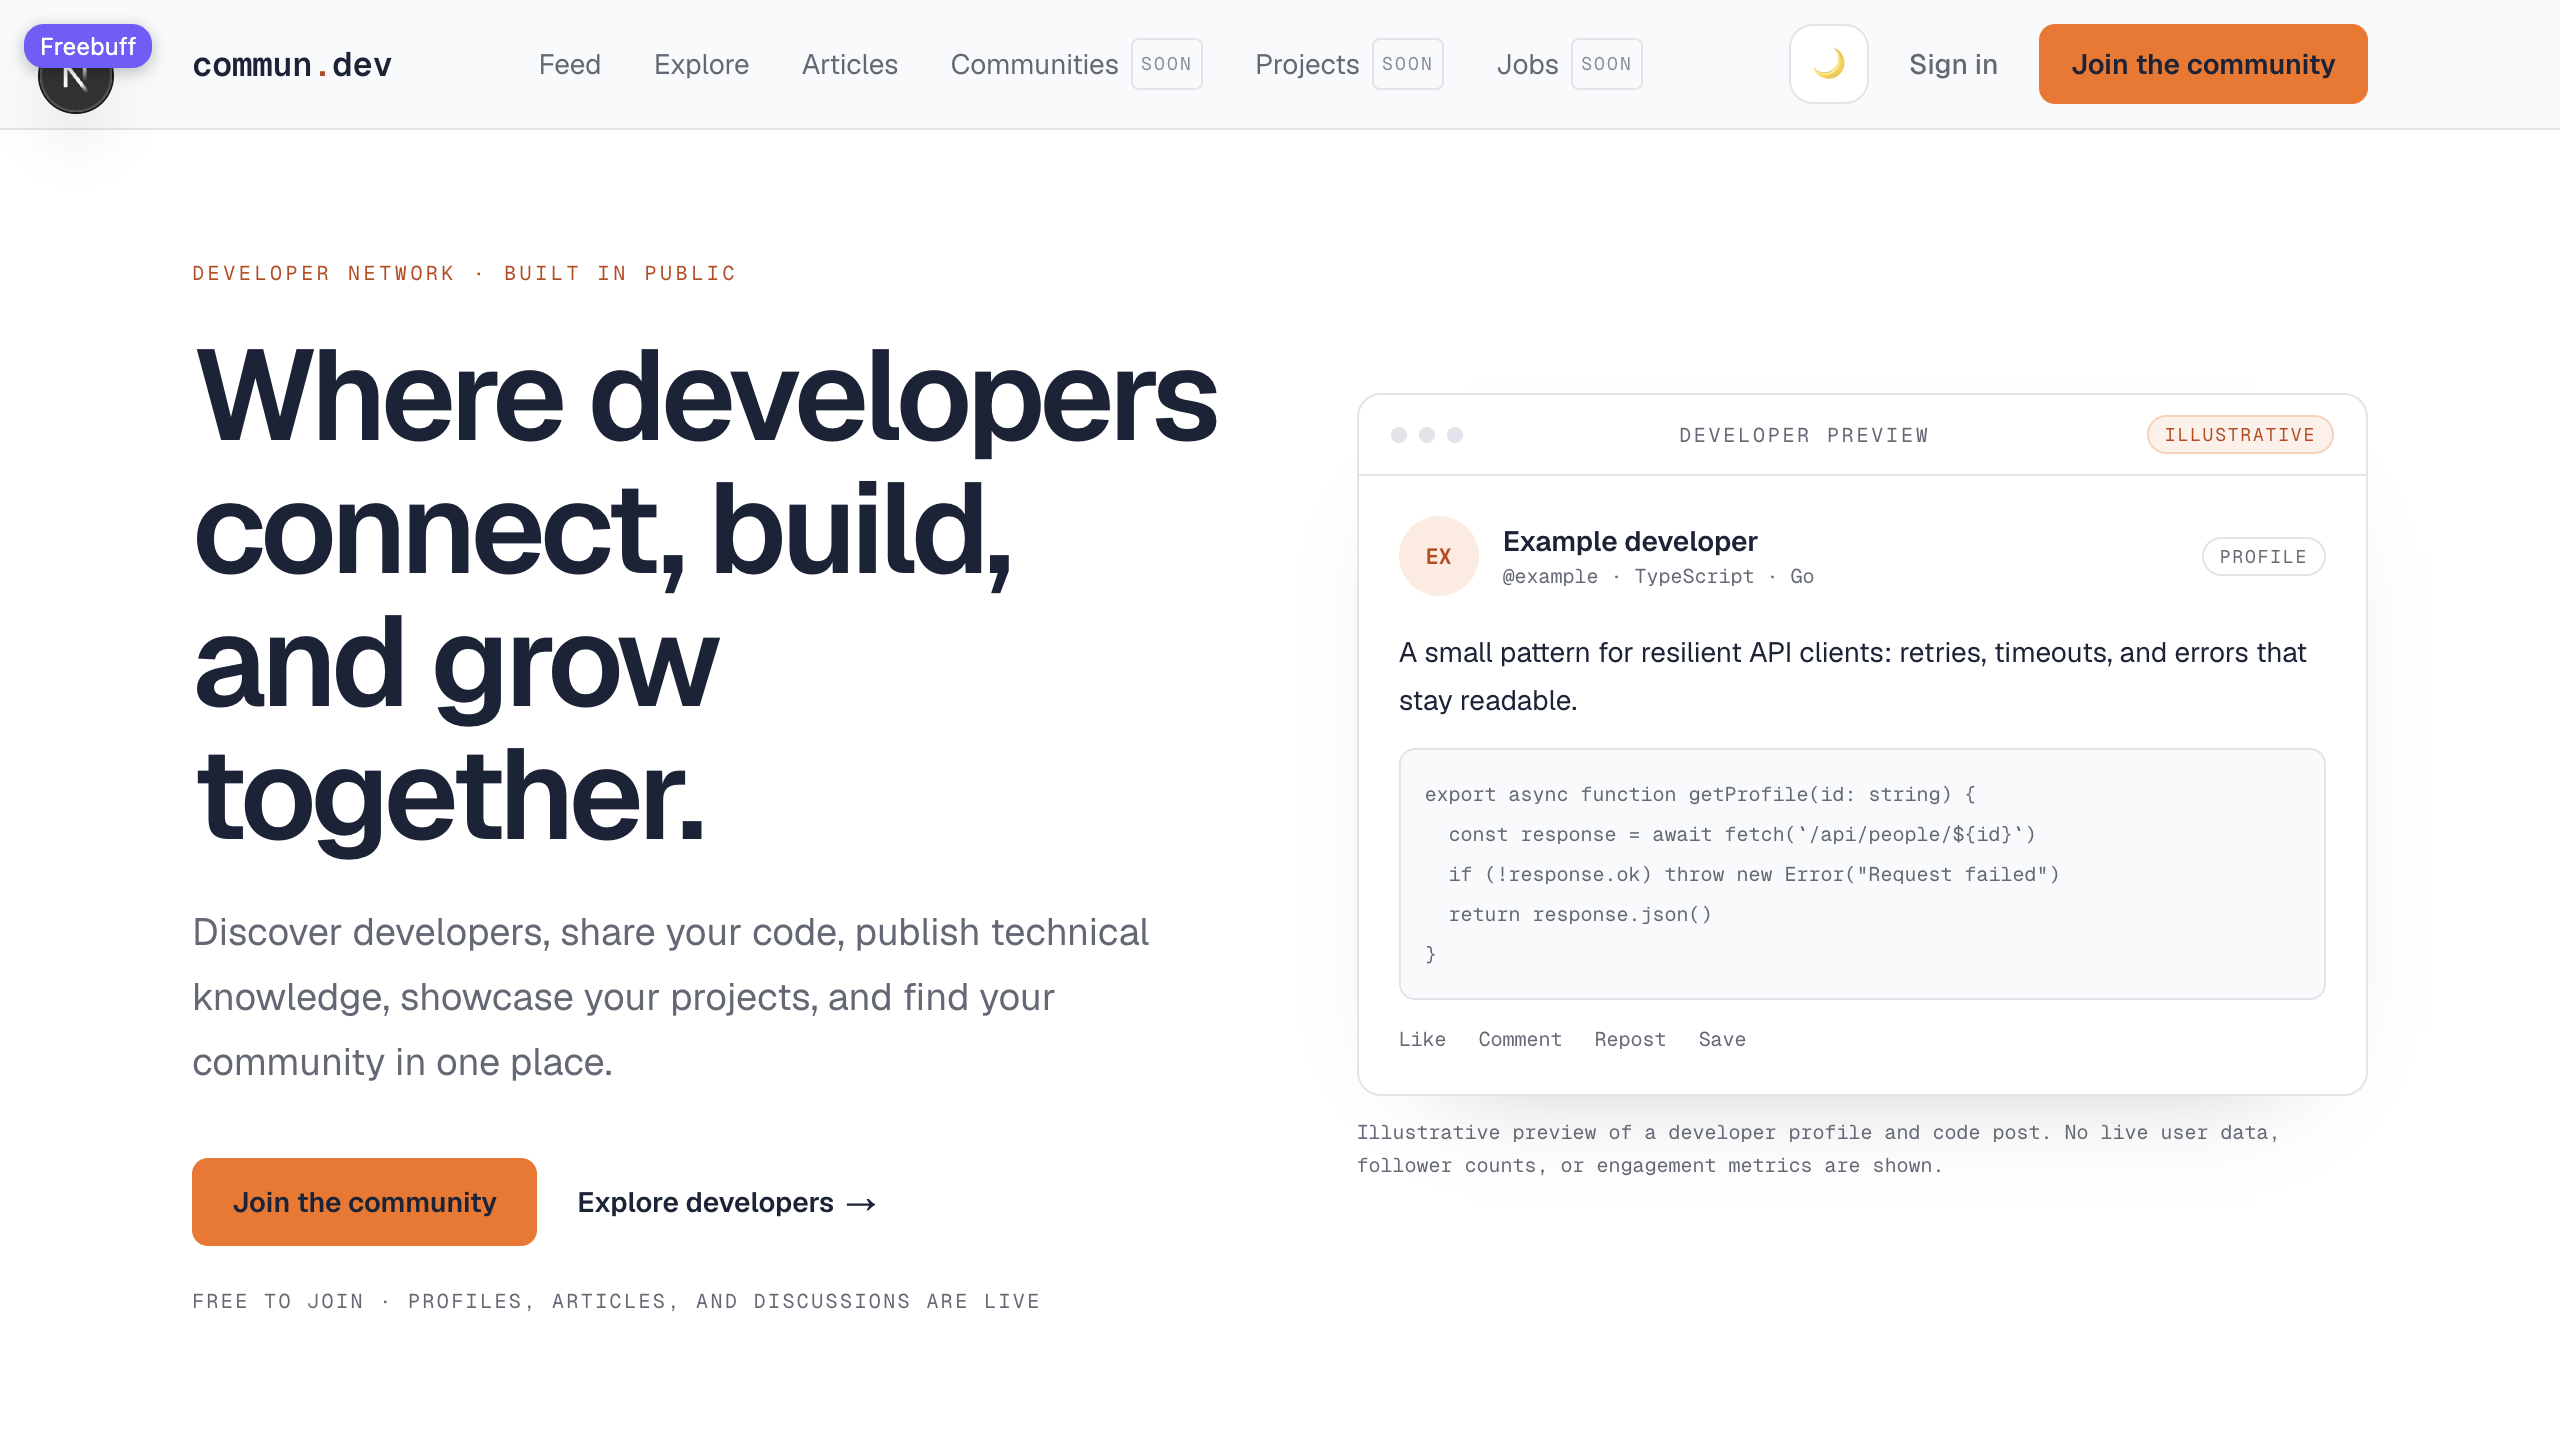 Freebuff
N
commun.dev
Feed
Explore
Articles
Communities SOON
Projects SOON
Jobs SOON
Sign in
Join the community
DEVELOPER NETWORK · BUILT IN PUBLIC
Where developers
connect, build,
and grow
together.
Discover developers, share your code, publish technical
knowledge, showcase your projects, and find your
community in one place.
Join the community
Explore developers →
FREE TO JOIN · PROFILES, ARTICLES, AND DISCUSSIONS ARE LIVE
DEVELOPER PREVIEW
ILLUSTRATIVE
EX
Example developer
@example · TypeScript · Go
PROFILE
A small pattern for resilient API clients: retries, timeouts, and errors that
stay readable.
export async function getProfile(id: string) {
  const response = await fetch(`/api/people/${id}`)
  if (!response.ok) throw new Error("Request failed")
  return response.json()
}
Like Comment Repost Save
Illustrative preview of a developer profile and code post. No live user data,
follower counts, or engagement metrics are shown.